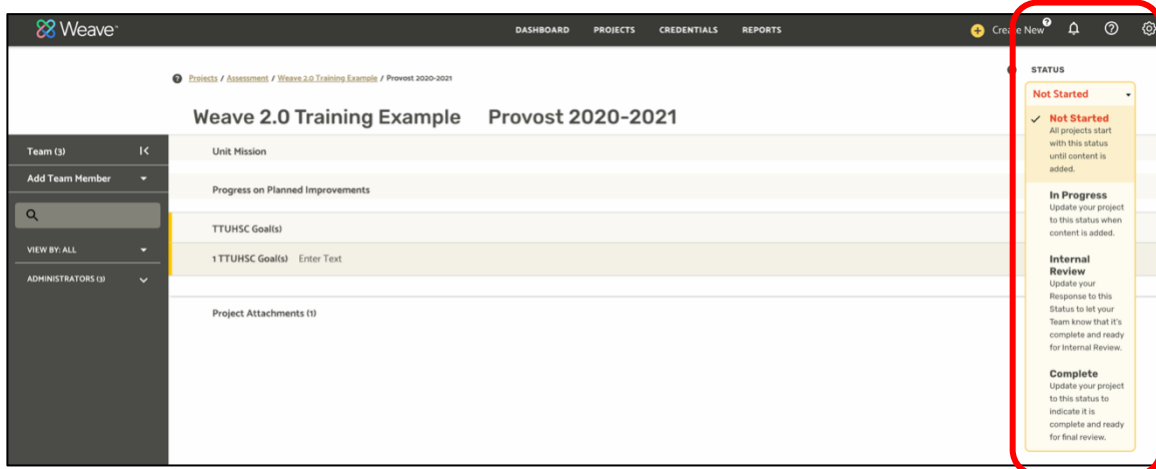 Weave™
DASHBOARD PROJECTS CREDENTIALS REPORTS
Create New
Projects / Assessment / Weave 2.0 Training Example / Provost 2020-2021
Weave 2.0 Training Example Provost 2020-2021
Team (3)
Add Team Member
VIEW BY: ALL
ADMINISTRATORS (3)
Unit Mission
Progress on Planned Improvements
TTUHSC Goal(s)
1 TTUHSC Goal(s) Enter Text
Project Attachments (1)
STATUS
Not Started
Not Started
All projects start
with this status
until content is
added.
In Progress
Update your project
to this status when
content is added.
Internal
Review
Update your
Response to this
Status to let your
Team know that it's
complete and ready
for Internal Review.
Complete
Update your project
to this status to
indicate it is
complete and ready
for final review.